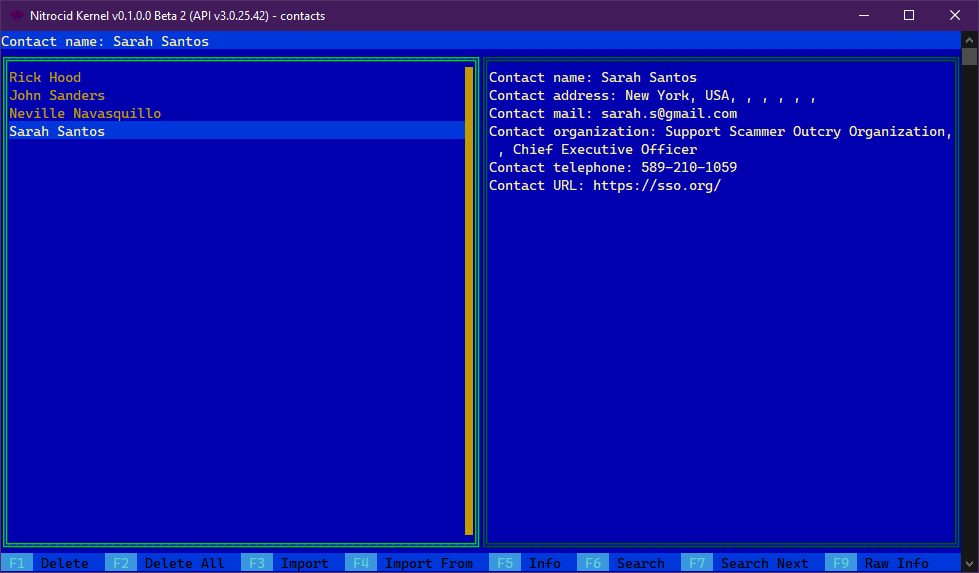 Nitrocid Kernel v0.1.0.0 Beta 2 (API v3.0.25.42) - contacts
Contact name: Sarah Santos
Rick Hood
John Sanders
Neville Navasquillo
Sarah Santos
Contact name: Sarah Santos
Contact address: New York, USA, , , , , ,
Contact mail: sarah.s@gmail.com
Contact organization: Support Scammer Outcry Organization,
, Chief Executive Officer
Contact telephone: 589-210-1059
Contact URL: https://sso.org/
F1 Delete F2 Delete All F3 Import F4 Import From F5 Info F6 Search F7 Search Next F9 Raw Info